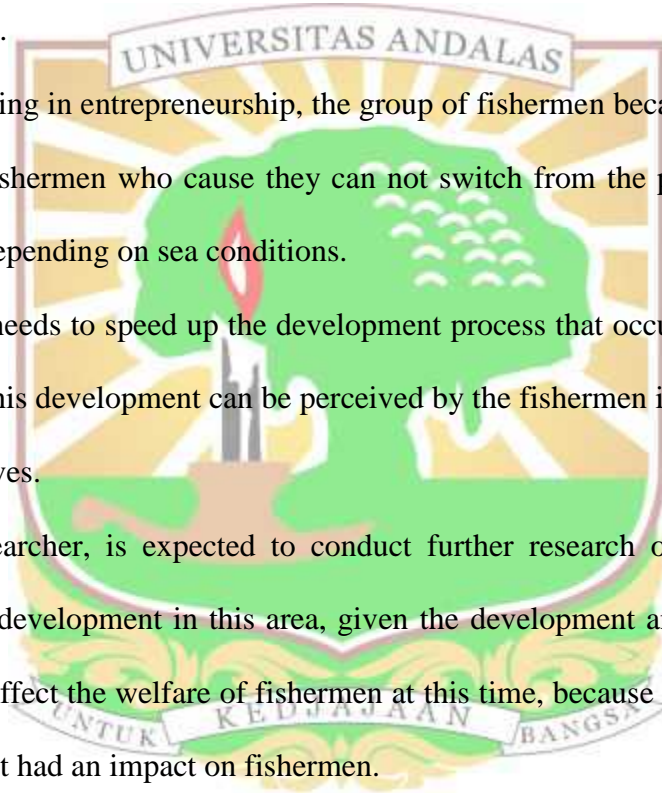 .
UNIVERSITAS ANDALAS
ing in entrepreneurship, the group of fishermen beca
shermen who cause they can not switch from the p
epending on sea conditions.
needs to speed up the development process that occu
his development can be perceived by the fishermen i
ves.
earcher, is expected to conduct further research o
development in this area, given the development a
ffect the welfare of fishermen at this time, because
UNTUK KEDJAJAAN BANGSA
t had an impact on fishermen.